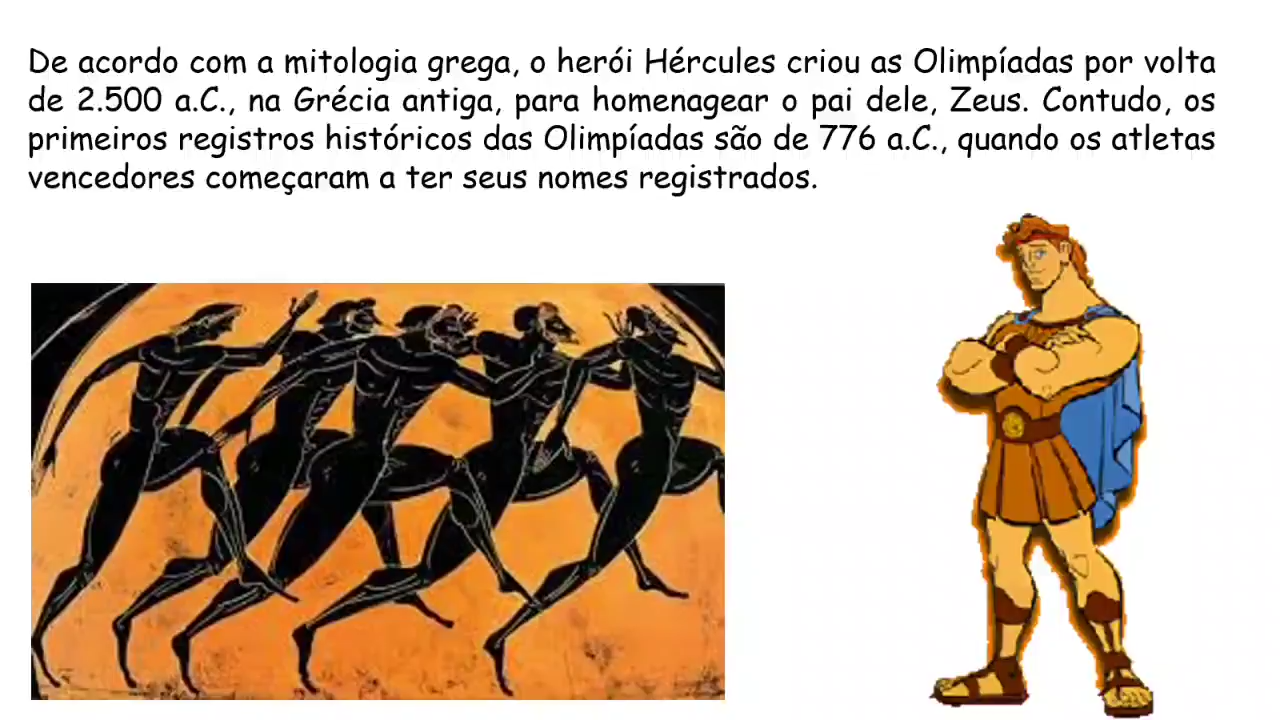 De acordo com a mitologia grega, o herói Hércules criou as Olimpíadas por volta
de 2.500 a.C., na Grécia antiga, para homenagear o pai dele, Zeus. Contudo, os
primeiros registros históricos das Olimpíadas são de 776 a.C., quando os atletas
vencedores começaram a ter seus nomes registrados.